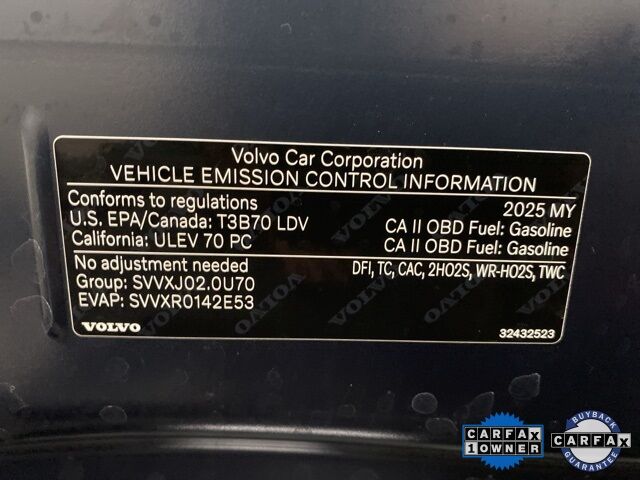 Volvo Car Corporation
VEHICLE EMISSION CONTROL INFORMATION
Conforms to regulations 2025 MY
U.S. EPA/Canada: T3B70 LDV CA II OBD Fuel: Gasoline
California: ULEV 70 PC CA II OBD Fuel: Gasoline
No adjustment needed DFI, TC, CAC, 2HO2S, WR-HO2S, TWC
Group: SVVXJ02.0U70
EVAP: SVVXR0142E53
VOLVO 32432523
CARFAX
1 OWNER
BUYBACK
CARFAX
GUARANTEE